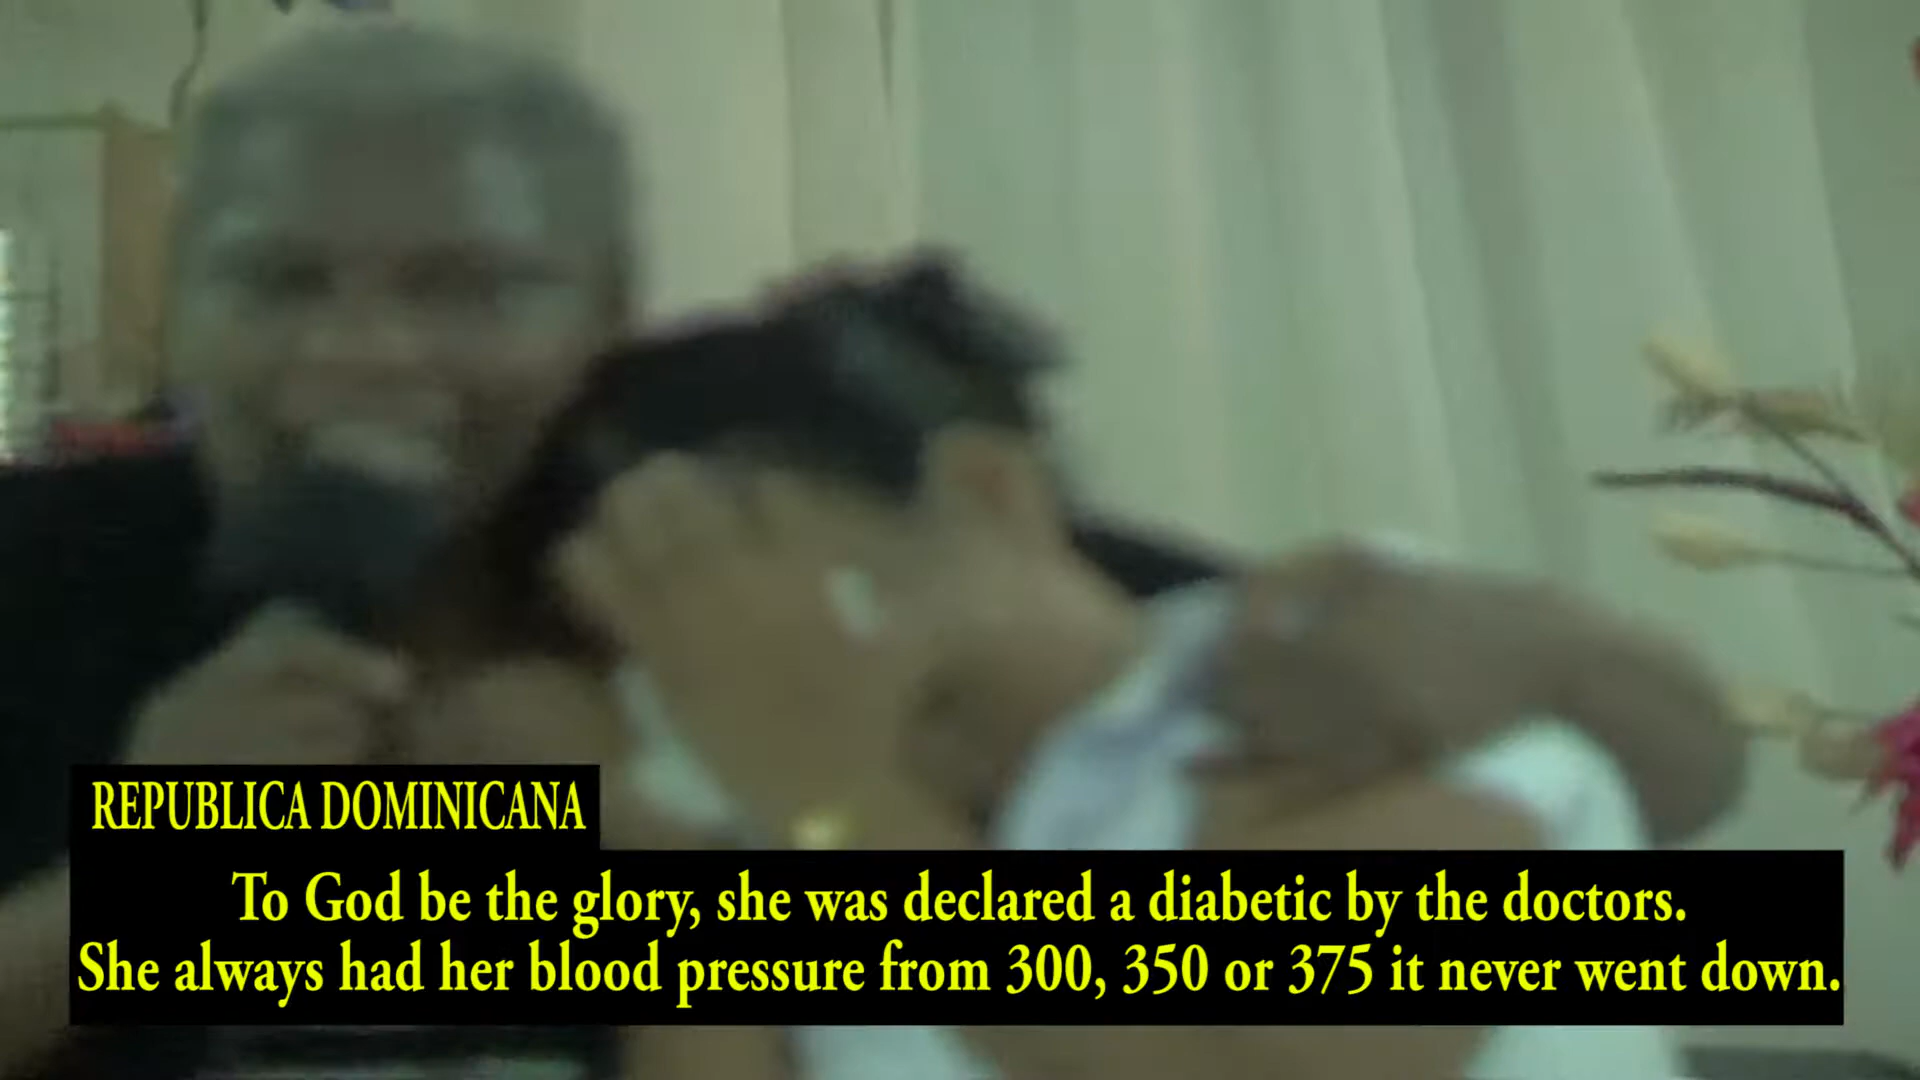 REPUBLICA DOMINICANA
To God be the glory, she was declared a diabetic by the doctors.
She always had her blood pressure from 300, 350 or 375 it never went down.